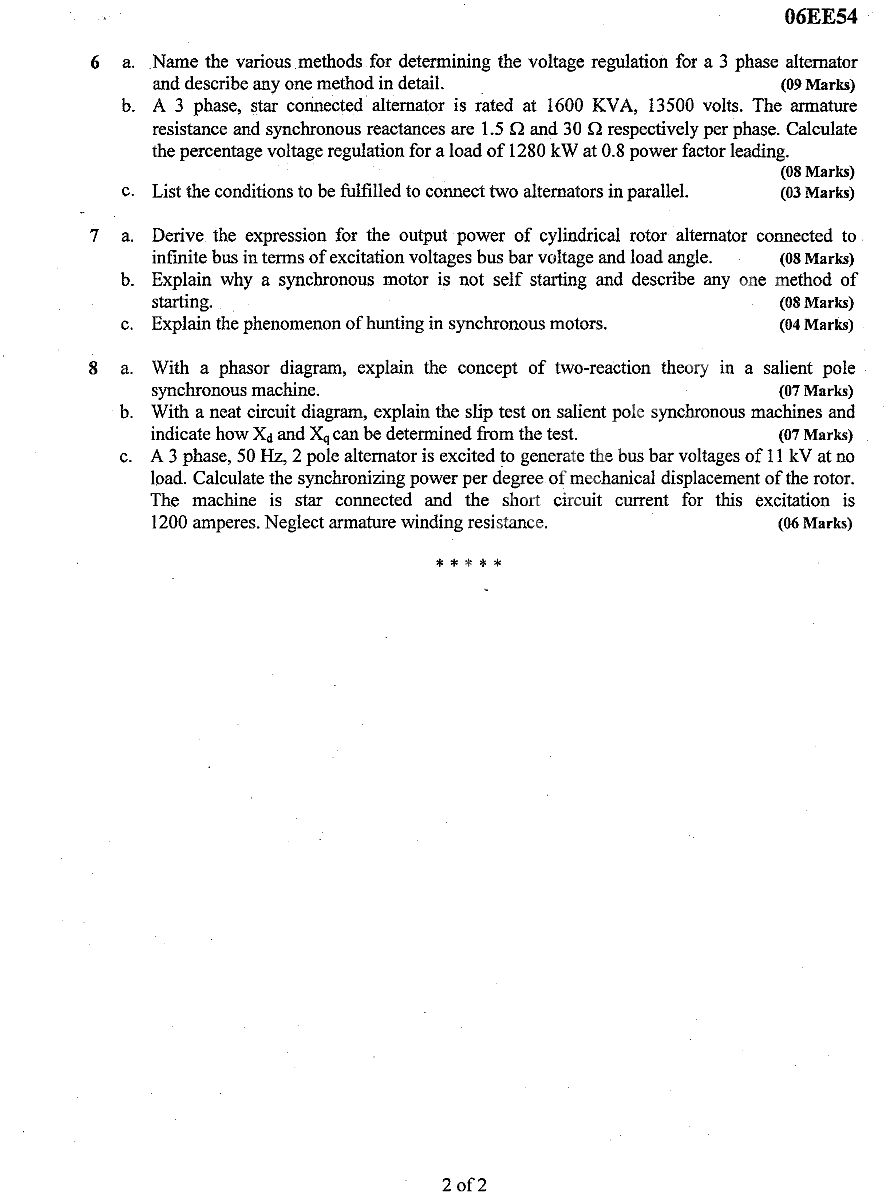 06EE54
6 a. Name the various methods for determining the voltage regulation for a 3 phase alternator
and describe any one method in detail. (09 Marks)
b. A 3 phase, star connected alternator is rated at 1600 KVA, 13500 volts. The armature
resistance and synchronous reactances are 1.5 Ω and 30 Ω respectively per phase. Calculate
the percentage voltage regulation for a load of 1280 kW at 0.8 power factor leading.
(08 Marks)
c. List the conditions to be fulfilled to connect two alternators in parallel. (03 Marks)
7 a. Derive the expression for the output power of cylindrical rotor alternator connected to
infinite bus in terms of excitation voltages bus bar voltage and load angle. (08 Marks)
b. Explain why a synchronous motor is not self starting and describe any one method of
starting. (08 Marks)
c. Explain the phenomenon of hunting in synchronous motors. (04 Marks)
8 a. With a phasor diagram, explain the concept of two-reaction theory in a salient pole
synchronous machine. (07 Marks)
b. With a neat circuit diagram, explain the slip test on salient pole synchronous machines and
indicate how Xd and Xq can be determined from the test. (07 Marks)
c. A 3 phase, 50 Hz, 2 pole alternator is excited to generate the bus bar voltages of 11 kV at no
load. Calculate the synchronizing power per degree of mechanical displacement of the rotor.
The machine is star connected and the short circuit current for this excitation is
1200 amperes. Neglect armature winding resistance. (06 Marks)
* * * * *
2 of 2